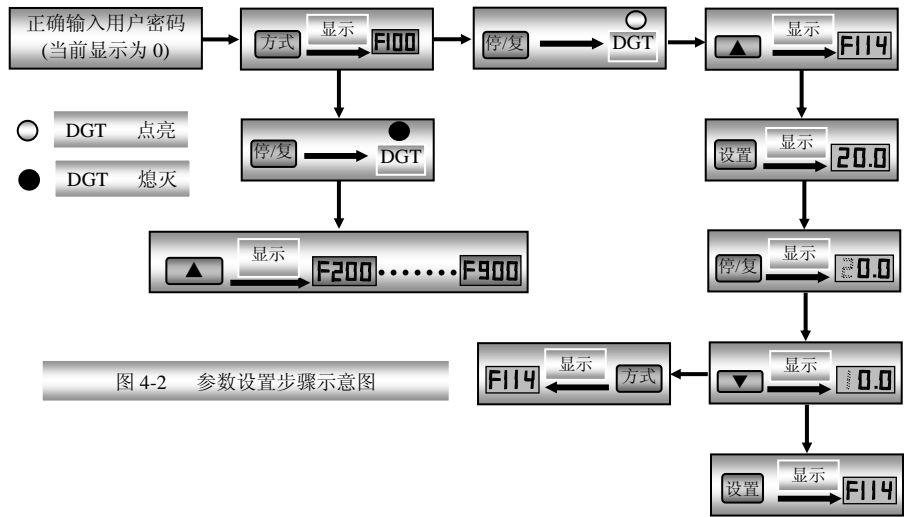 正确输入用户密码
(当前显示为 0)
方式 显示 F100
停/复 DGT
▲ 显示 F114
DGT 点亮
DGT 熄灭
停/复 DGT
设置 显示 20.0
▲ 显示 F200·······F900
停/复 显示 20.0
图 4-2 参数设置步骤示意图
F114 显示 方式
▼ 显示 10.0
设置 显示 F114